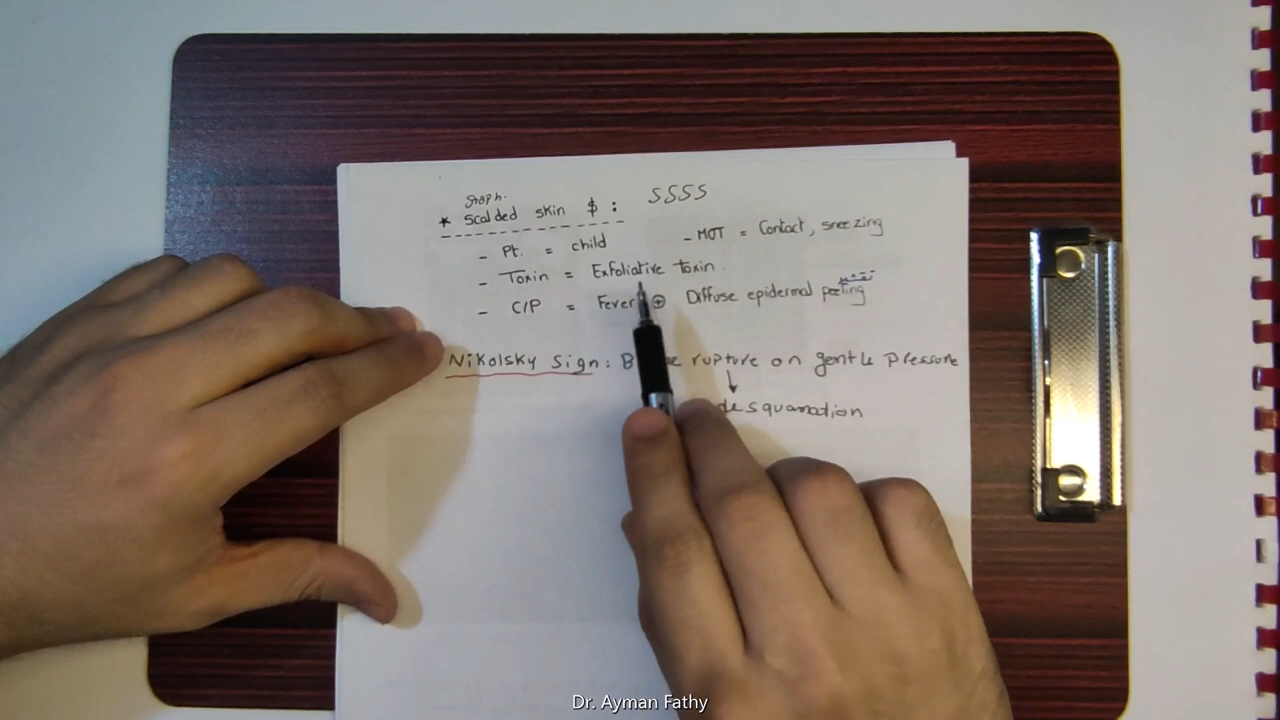 staph.
* scalded skin $ : SSSS
- Pt. = child - MOT = Contact, sneezing
- Toxin = Exfoliative toxin.
تقشير
- C/P = Fever ⊕ Diffuse epidermal peeling
Nikolsky sign: rupture on gentle pressure
↓
desquamation
Dr. Ayman Fathy